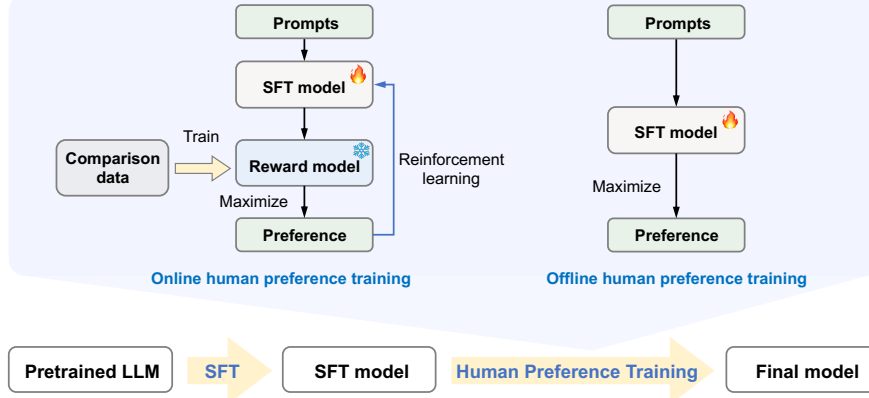 Prompts
SFT model
Train
Comparison
data
Reward model
Reinforcement
learning
Maximize
Preference
Online human preference training
Prompts
SFT model
Maximize
Preference
Offline human preference training
Pretrained LLM
SFT
SFT model
Human Preference Training
Final model